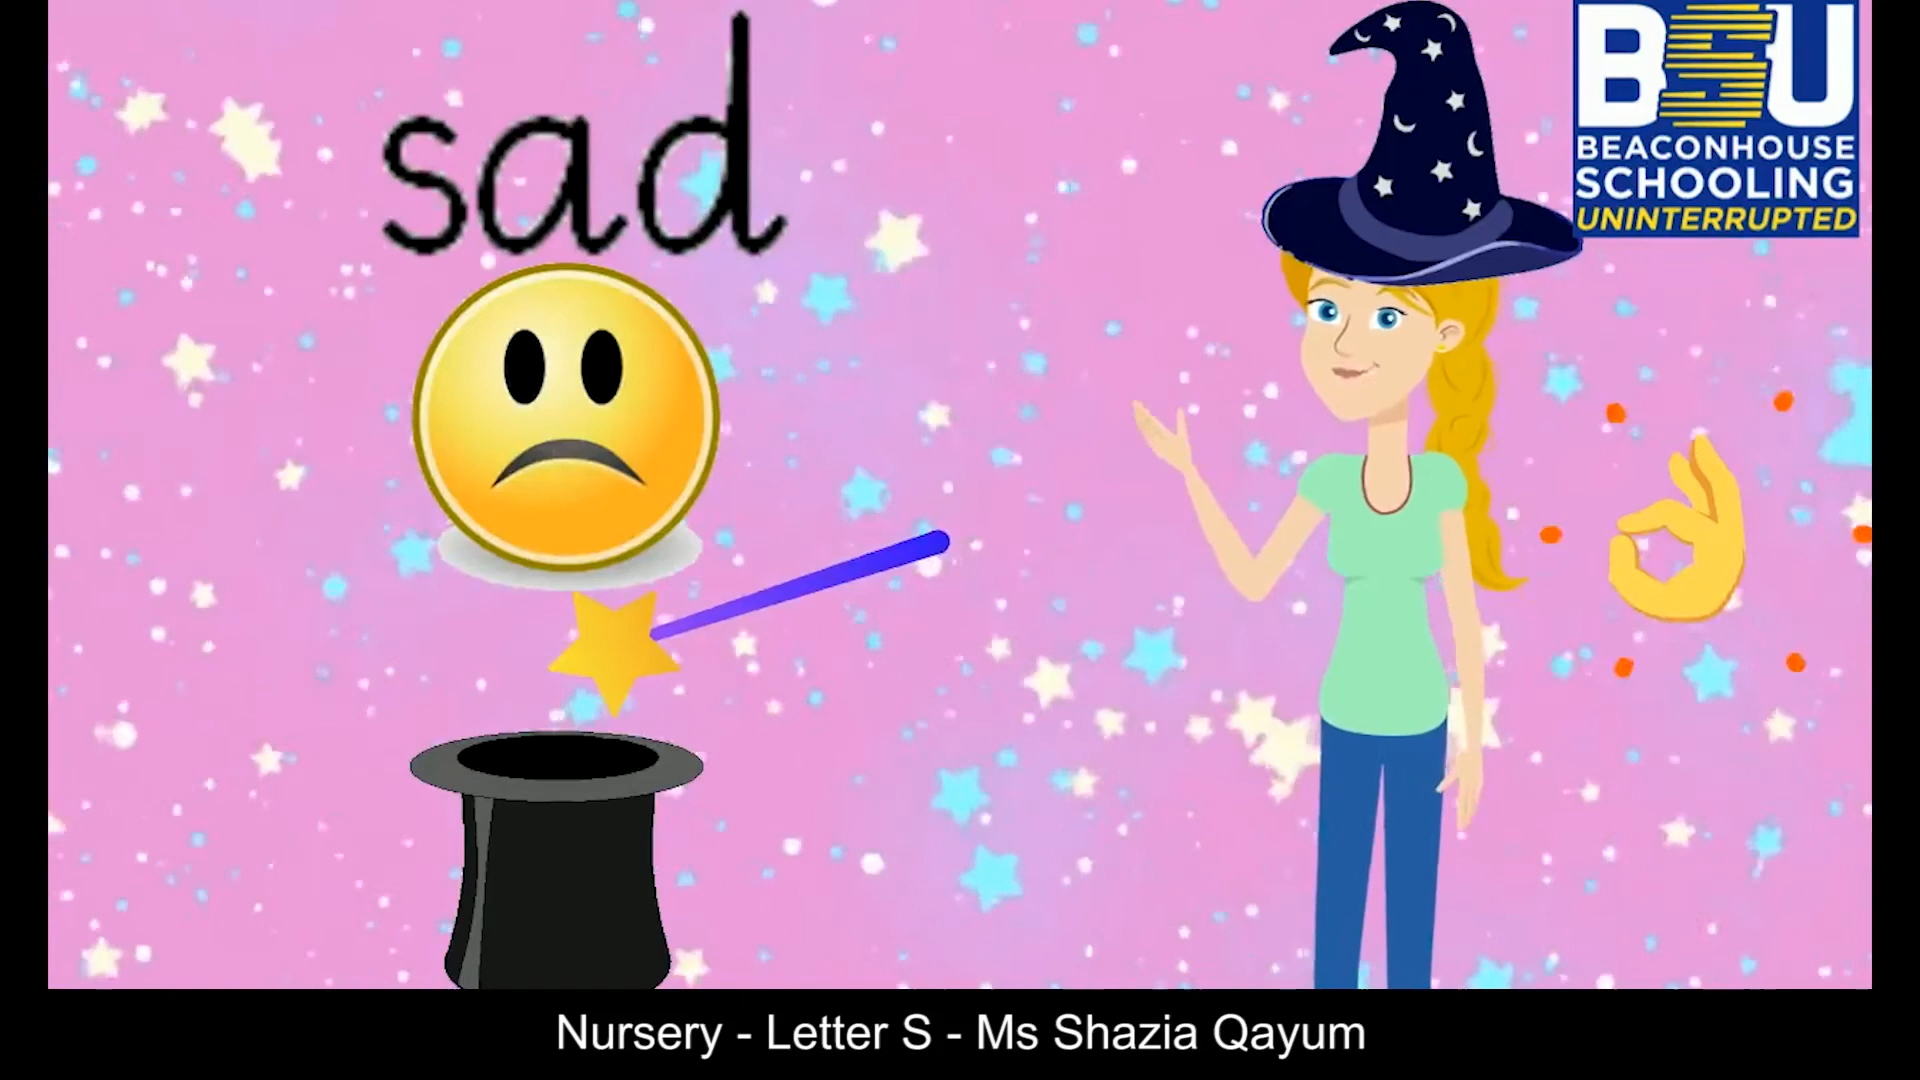 sad
BSU
BEACONHOUSE
SCHOOLING
UNINTERRUPTED
Nursery - Letter S - Ms Shazia Qayum